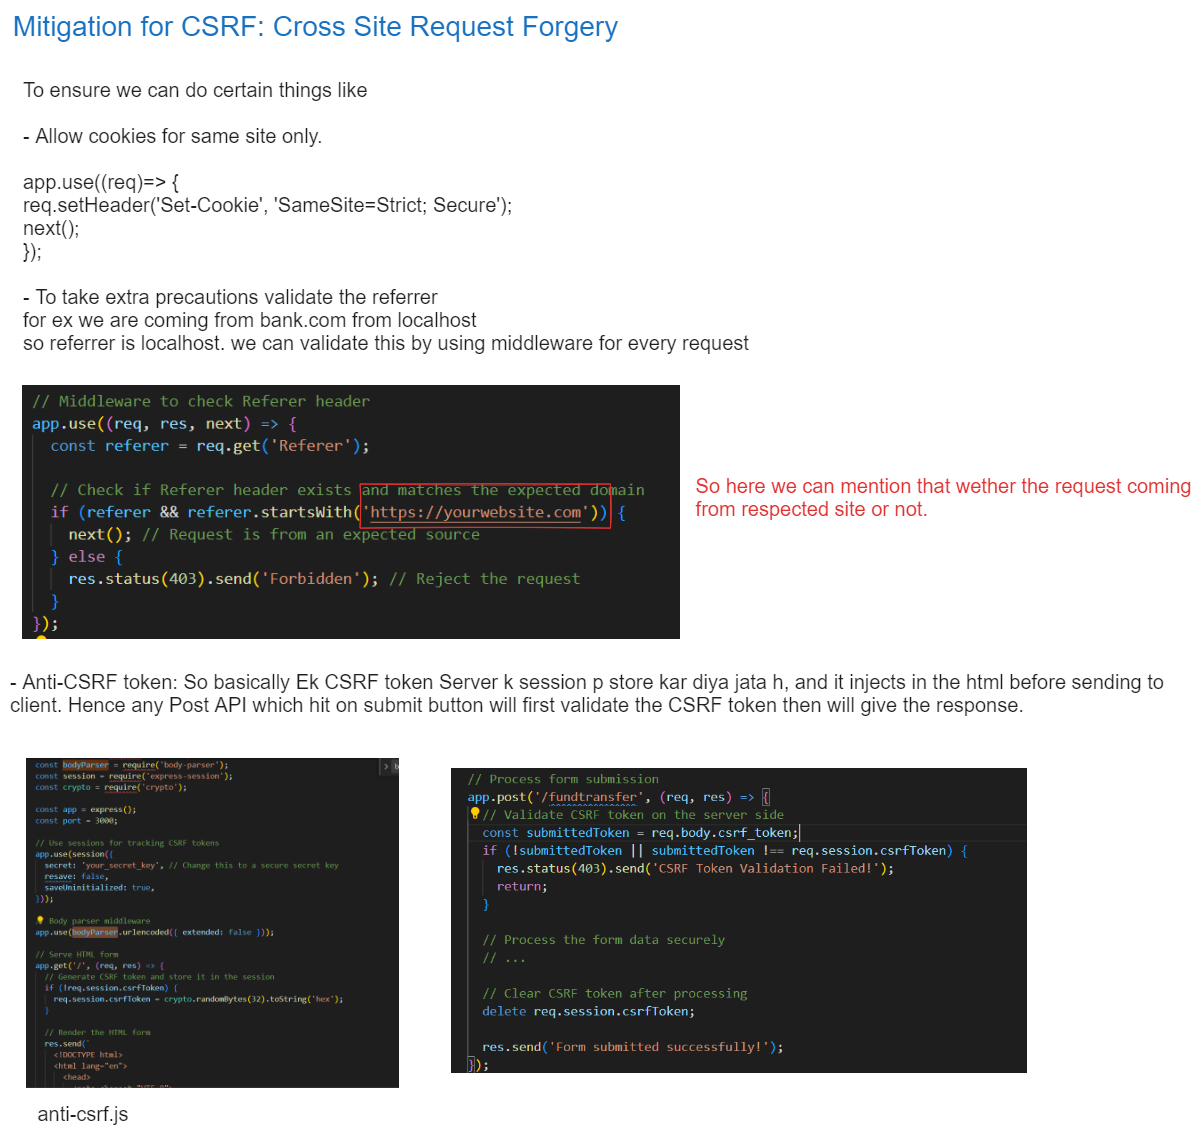 Mitigation for CSRF: Cross Site Request Forgery
To ensure we can do certain things like
- Allow cookies for same site only.
app.use((req)=> {
req.setHeader('Set-Cookie', 'SameSite=Strict; Secure');
next();
});
- To take extra precautions validate the referrer
for ex we are coming from bank.com from localhost
so referrer is localhost. we can validate this by using middleware for every request
// Middleware to check Referer header
app.use((req, res, next) => {
const referer = req.get('Referer');
// Check if Referer header exists and matches the expected domain
if (referer && referer.startsWith('https://yourwebsite.com')) {
next(); // Request is from an expected source
} else {
res.status(403).send('Forbidden'); // Reject the request
}
});
So here we can mention that wether the request coming
from respected site or not.
- Anti-CSRF token: So basically Ek CSRF token Server k session p store kar diya jata h, and it injects in the html before sending to
client. Hence any Post API which hit on submit button will first validate the CSRF token then will give the response.
const bodyParser = require('body-parser');
const session = require('express-session');
const crypto = require('crypto');
const app = express();
const port = 3000;
// Use sessions for tracking CSRF tokens
app.use(session({
secret: 'your_secret_key', // Change this to a secure secret key
resave: false,
saveUninitialized: true,
}));
// Body parser middleware
app.use(bodyParser.urlencoded({ extended: false }));
// Serve HTML form
app.get('/', (req, res) => {
// Generate CSRF token and store it in the session
if (!req.session.csrfToken) {
req.session.csrfToken = crypto.randomBytes(32).toString('hex');
}
// Render the HTML form
res.send(`
<!DOCTYPE html>
<html lang="en">
<head>
// Process form submission
app.post('/fundtransfer', (req, res) => {
// Validate CSRF token on the server side
const submittedToken = req.body.csrf_token;
if (!submittedToken || submittedToken !== req.session.csrfToken) {
res.status(403).send('CSRF Token Validation Failed!');
return;
}
// Process the form data securely
// ...
// Clear CSRF token after processing
delete req.session.csrfToken;
res.send('Form submitted successfully!');
});
anti-csrf.js